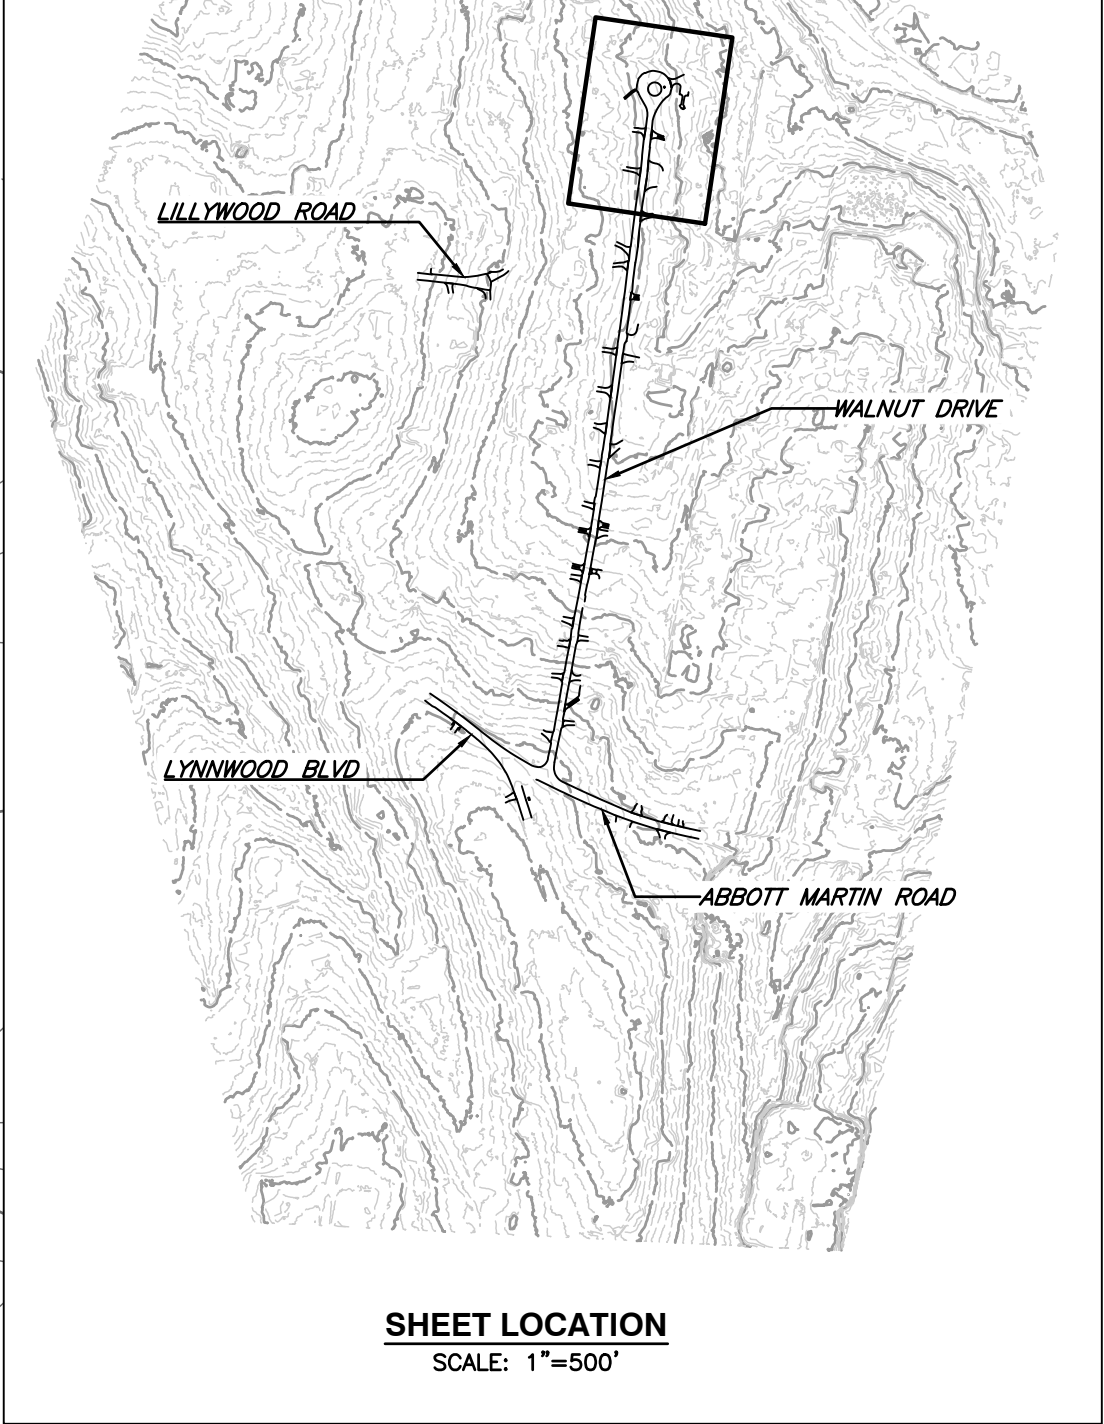 LILLYWOOD ROAD
WALNUT DRIVE
LYNNWOOD BLVD
ABBOTT MARTIN ROAD
SHEET LOCATION
SCALE: 1"=500'